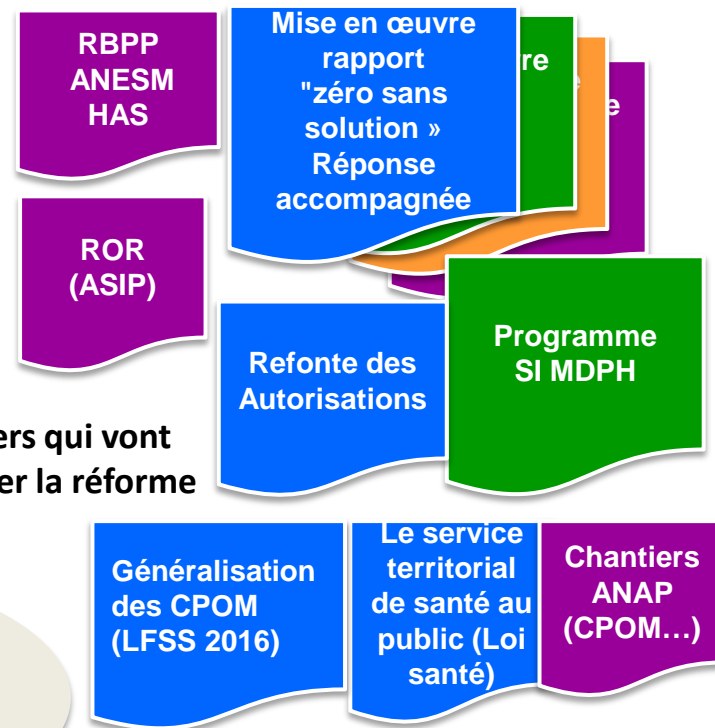 RBPP
ANESM
HAS
Mise en œuvre
rapport
"zéro sans
solution »
Réponse
accompagnée
ROR
(ASIP)
Refonte des
Autorisations
Programme
SI MDPH
ers qui vont
er la réforme
Généralisation
des CPOM
(LFSS 2016)
Le service
territorial
de santé au
public (Loi
santé)
Chantiers
ANAP
(CPOM…)